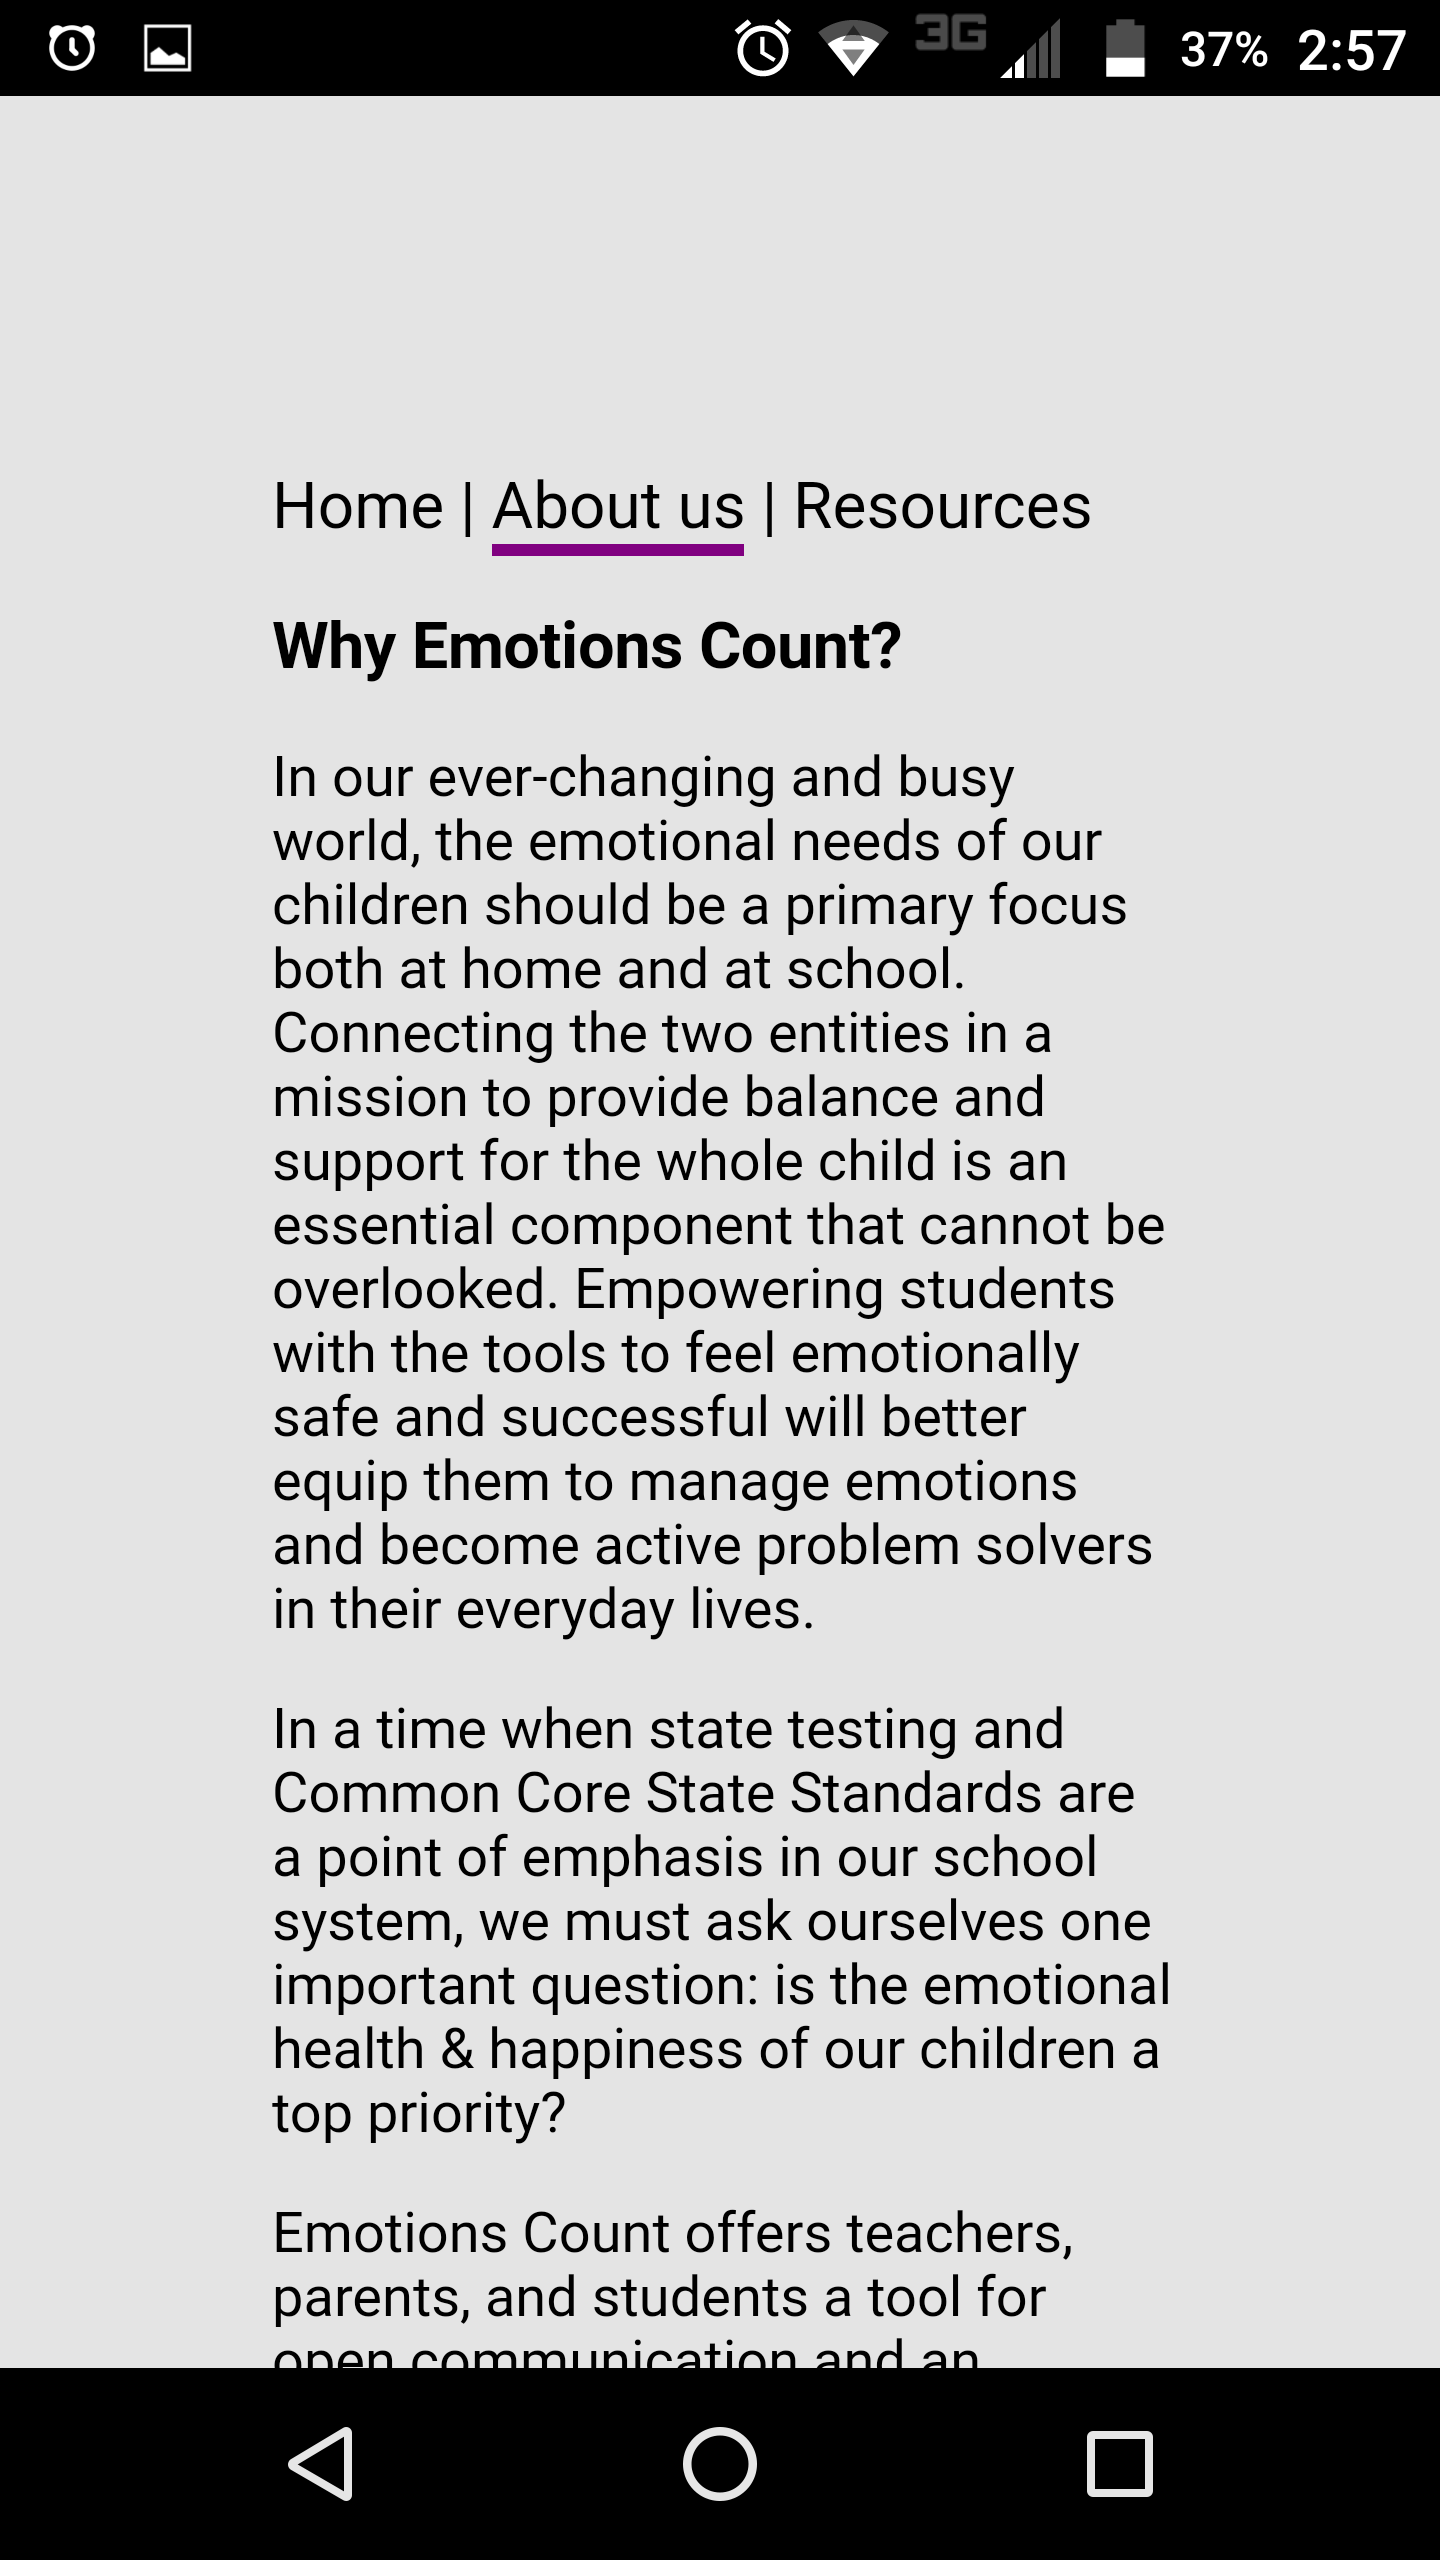 3G 37% 2:57
Home | About us | Resources
Why Emotions Count?
In our ever-changing and busy
world, the emotional needs of our
children should be a primary focus
both at home and at school.
Connecting the two entities in a
mission to provide balance and
support for the whole child is an
essential component that cannot be
overlooked. Empowering students
with the tools to feel emotionally
safe and successful will better
equip them to manage emotions
and become active problem solvers
in their everyday lives.
In a time when state testing and
Common Core State Standards are
a point of emphasis in our school
system, we must ask ourselves one
important question: is the emotional
health & happiness of our children a
top priority?
Emotions Count offers teachers,
parents, and students a tool for
open communication and an